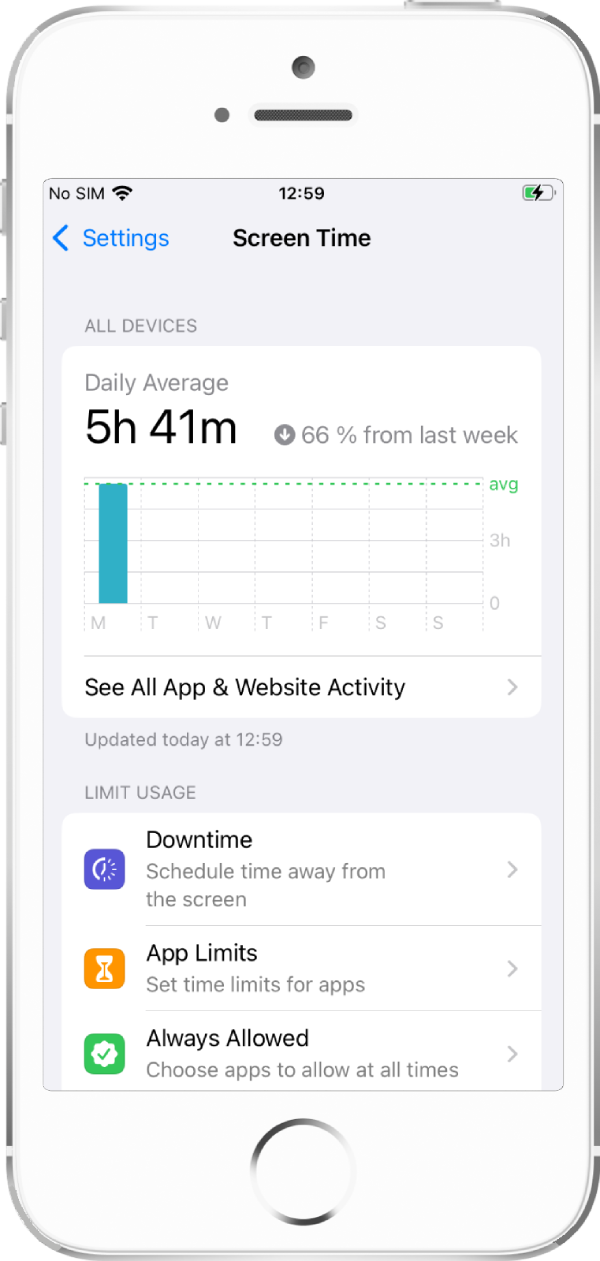 No SIM 12:59
Settings Screen Time
ALL DEVICES
Daily Average
5h 41m 66 % from last week
avg
3h
0
M T W T F S S
See All App & Website Activity
Updated today at 12:59
LIMIT USAGE
Downtime
Schedule time away from
the screen
App Limits
Set time limits for apps
Always Allowed
Choose apps to allow at all times